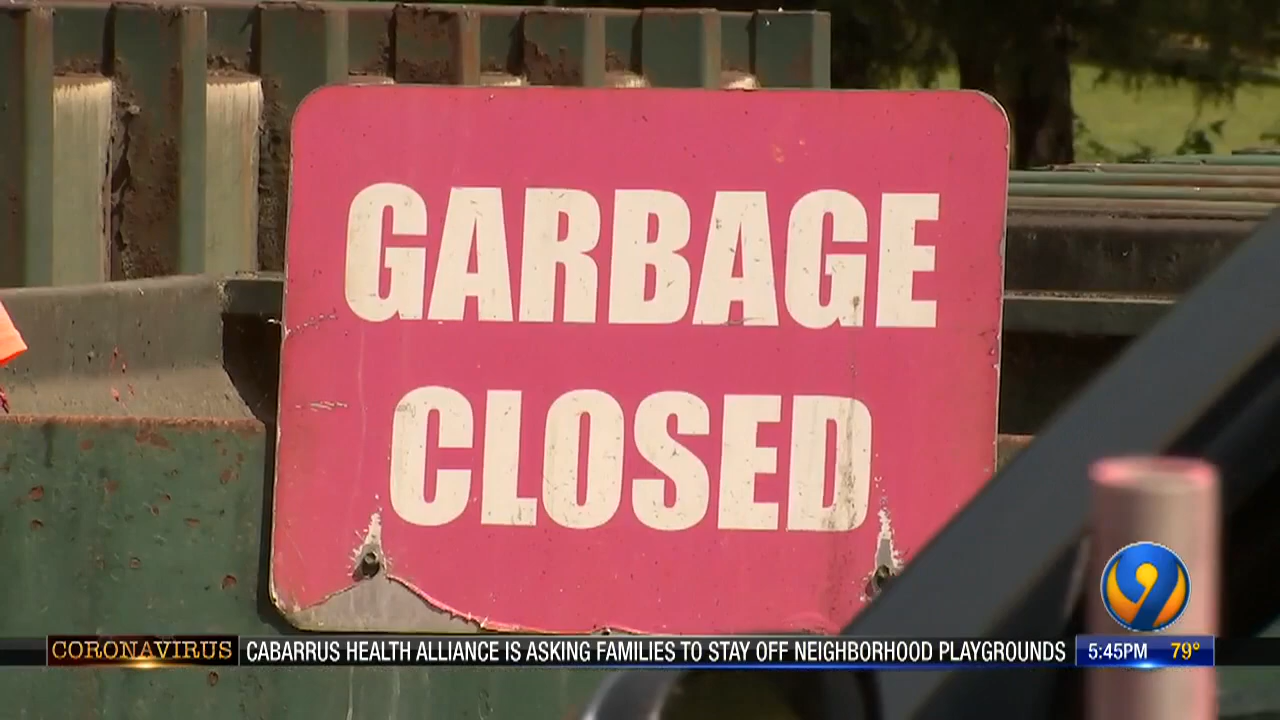 GARBAGE
CLOSED
9
CORONAVIRUS CABARRUS HEALTH ALLIANCE IS ASKING FAMILIES TO STAY OFF NEIGHBORHOOD PLAYGROUNDS 5:45PM 79°